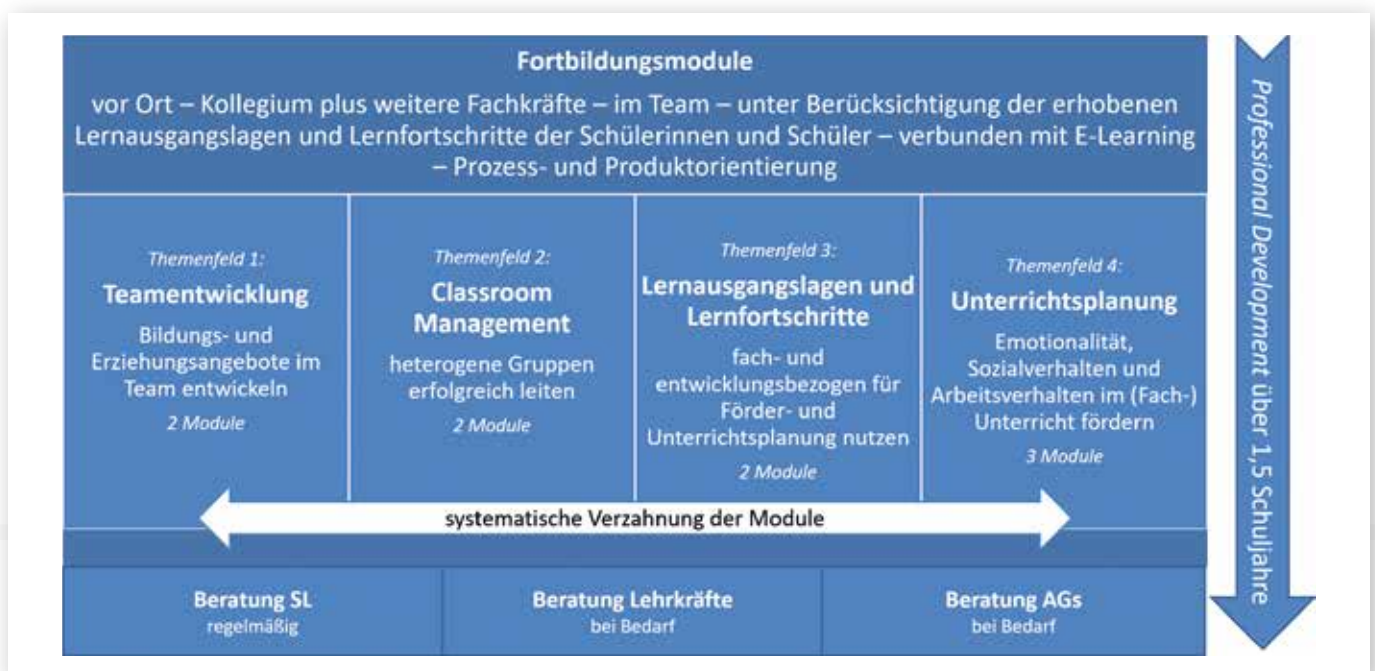 Fortbildungsmodule
vor Ort – Kollegium plus weitere Fachkräfte – im Team – unter Berücksichtigung der erhobenen
Lernausgangslagen und Lernfortschritte der Schülerinnen und Schüler – verbunden mit E-Learning
– Prozess- und Produktorientierung
Themenfeld 1:
Teamentwicklung
Bildungs- und
Erziehungsangebote im
Team entwickeln
2 Module
Themenfeld 2:
Classroom
Management
heterogene Gruppen
erfolgreich leiten
2 Module
Themenfeld 3:
Lernausgangslagen und
Lernfortschritte
fach- und
entwicklungsbezogen für
Förder- und
Unterrichtsplanung nutzen
2 Module
Themenfeld 4:
Unterrichtsplanung
Emotionalität,
Sozialverhalten und
Arbeitsverhalten im (Fach-)
Unterricht fördern
3 Module
systematische Verzahnung der Module
Beratung SL
regelmäßig
Beratung Lehrkräfte
bei Bedarf
Beratung AGs
bei Bedarf
Professional Development über 1,5 Schuljahre